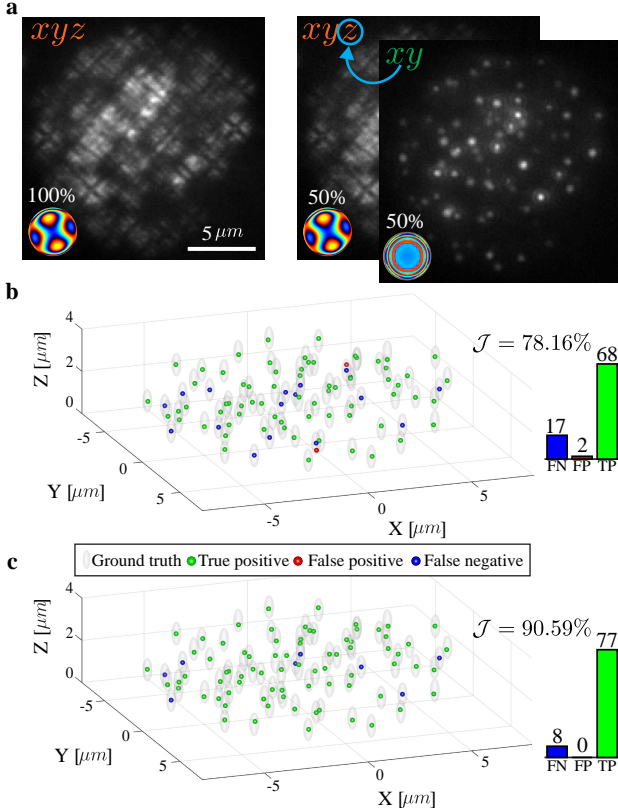 a
xyz
100%
5 μm
xyz
xy
50%
50%
b
4
2
0
Z [μm]
-5
0
5
Y [μm]
-5
0
5
X [μm]
J = 78.16%
17
2
68
FN FP TP
Ground truth True positive False positive False negative
c
4
2
0
Z [μm]
-5
0
5
Y [μm]
-5
0
5
X [μm]
J = 90.59%
8
0
77
FN FP TP